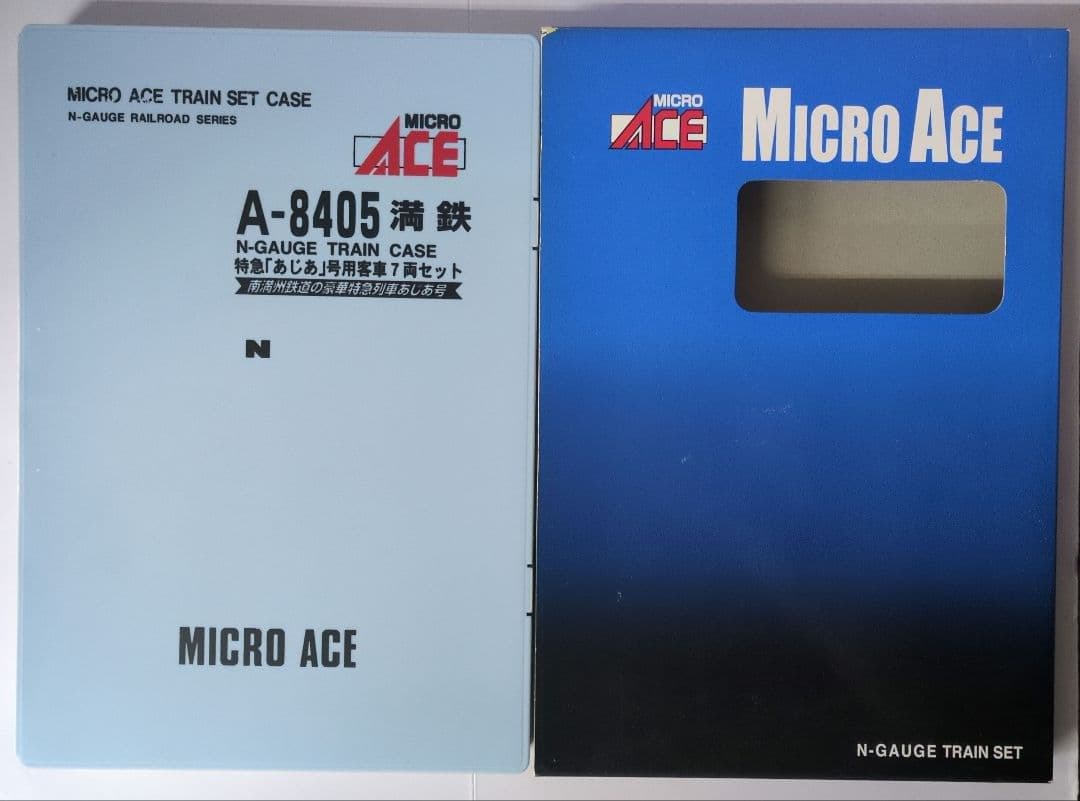 MICRO ACE TRAIN SET CASE
N-GAUGE RAILROAD SERIES
MICRO
ACE
A-8405 満鉄
N-GAUGE TRAIN CASE
特急「あじあ」号用客車7両セット
南満州鉄道の豪華特急列車あじあ号
N
MICRO ACE
MICRO
ACE
MICRO ACE
N-GAUGE TRAIN SET